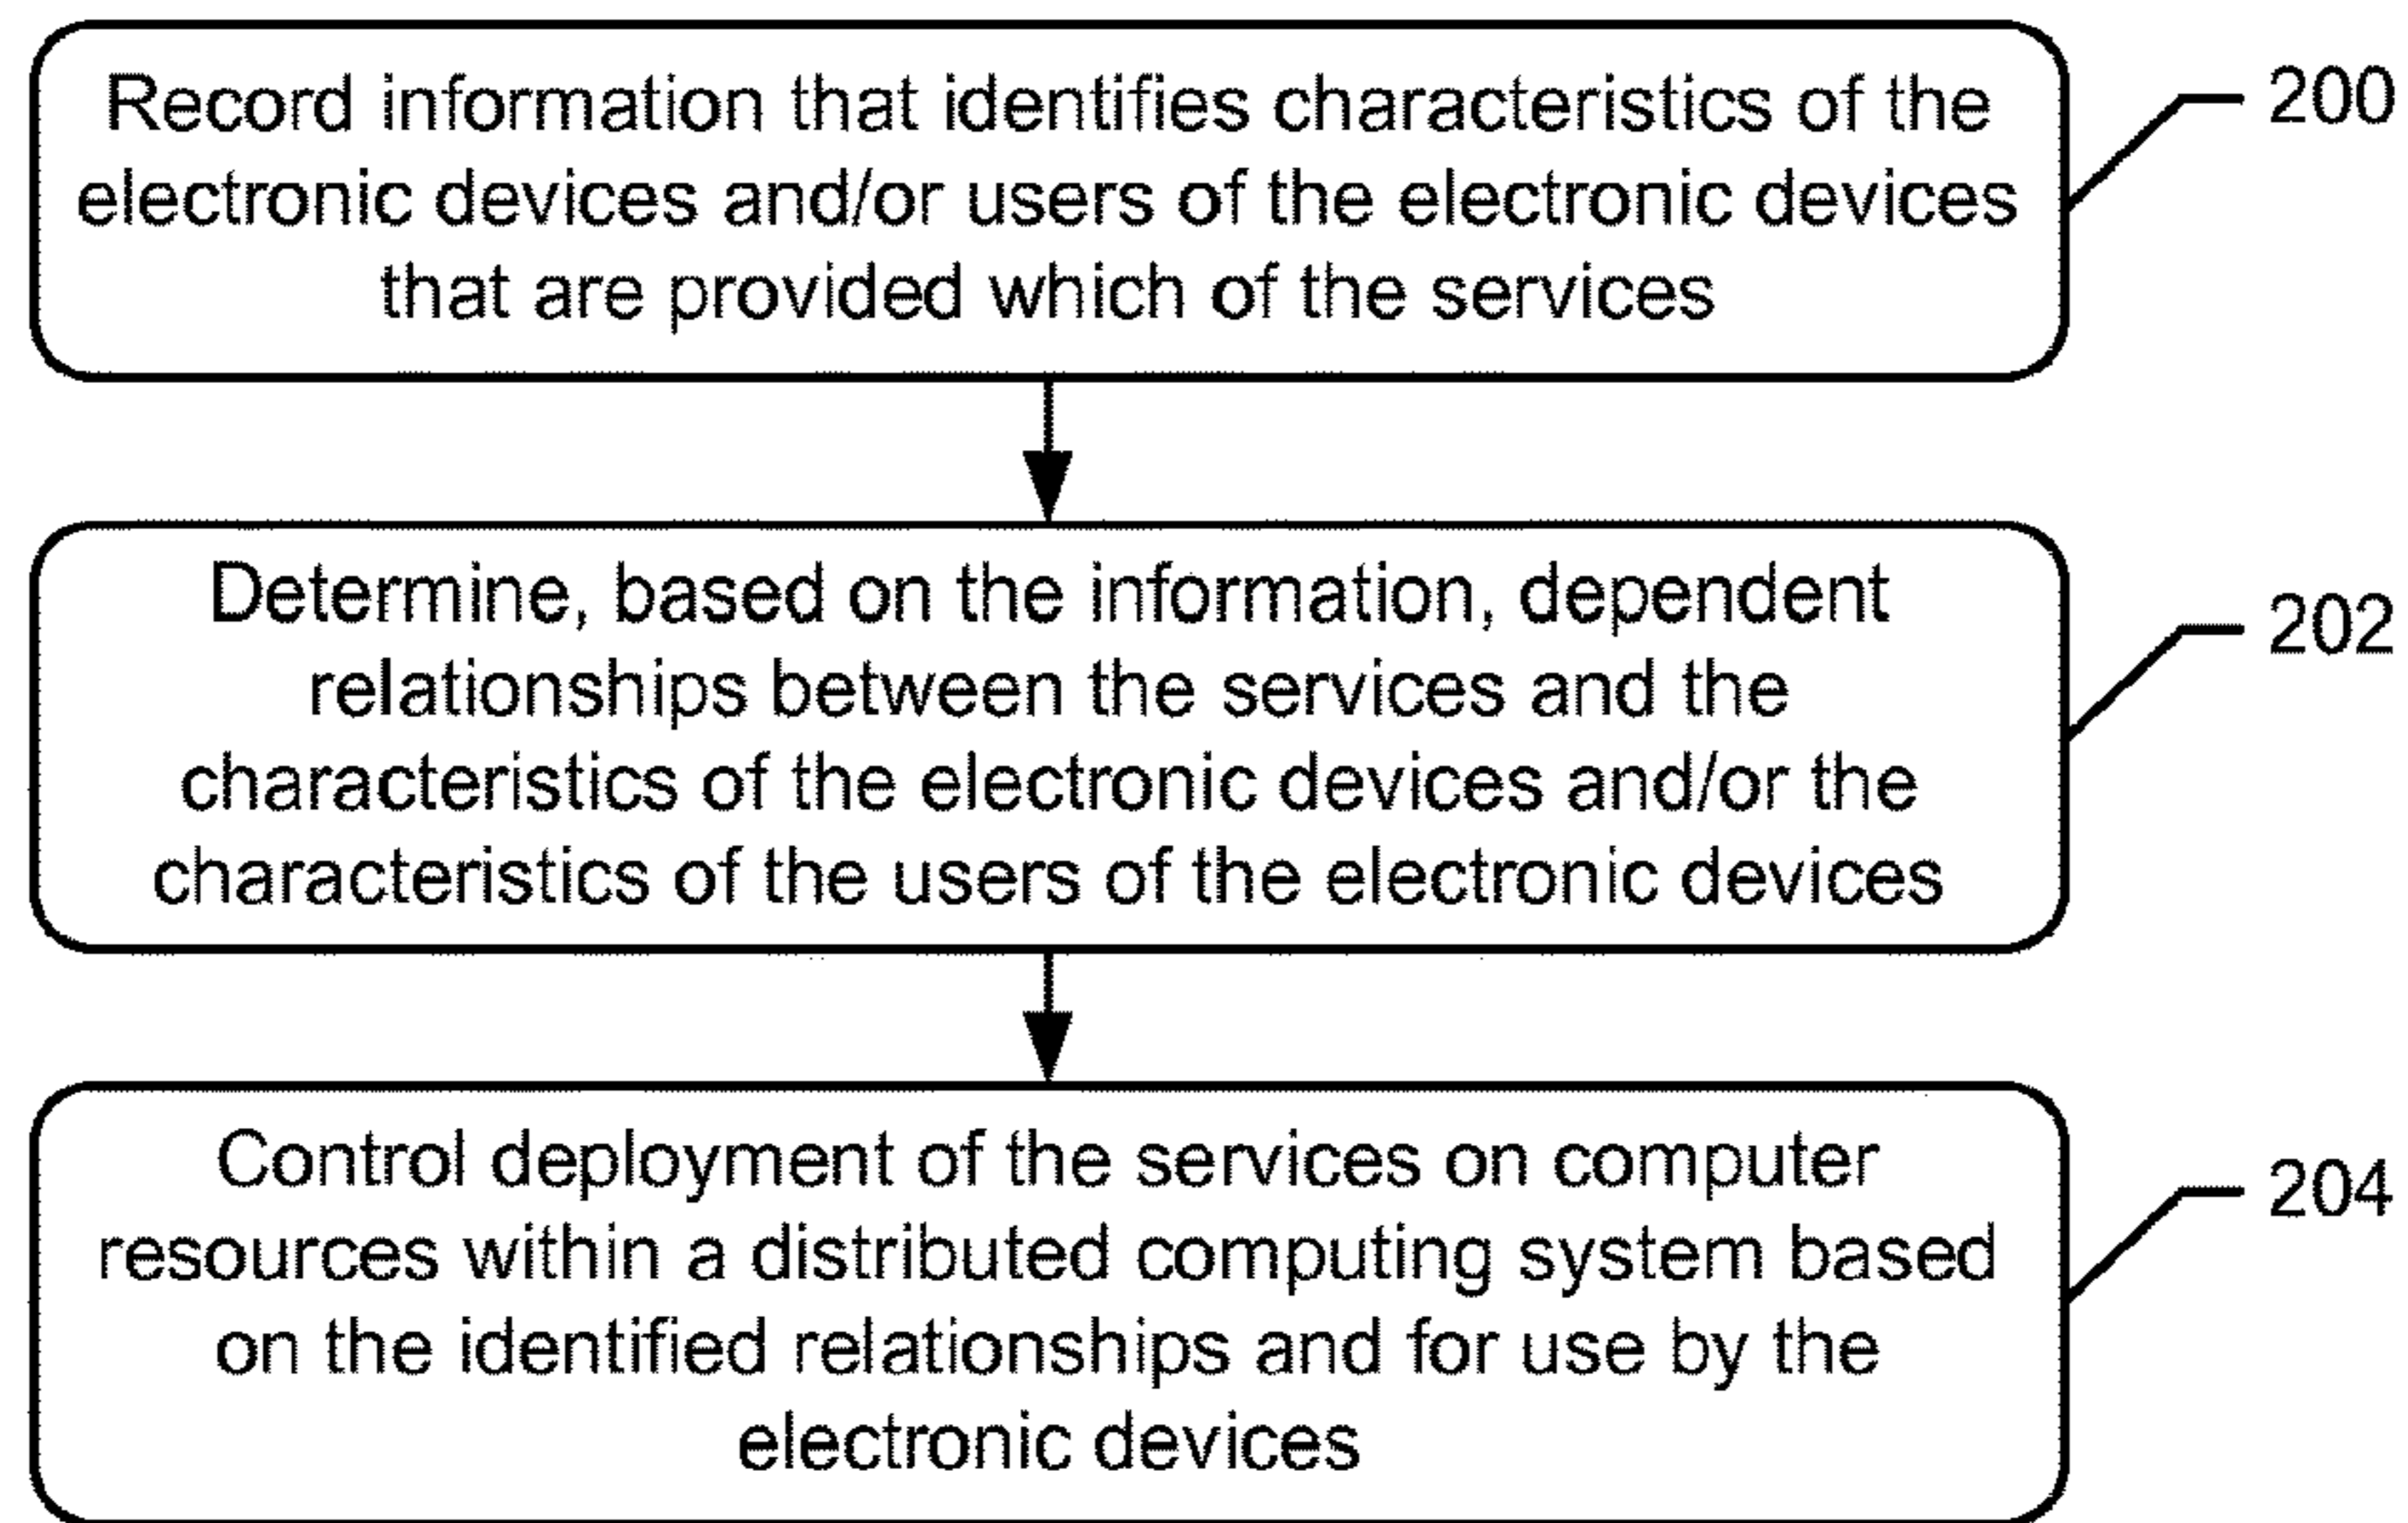 Record information that identifies characteristics of the
electronic devices and/or users of the electronic devices
that are provided which of the services
200
Determine, based on the information, dependent
relationships between the services and the
characteristics of the electronic devices and/or the
characteristics of the users of the electronic devices
202
Control deployment of the services on computer
resources within a distributed computing system based
on the identified relationships and for use by the
electronic devices
204